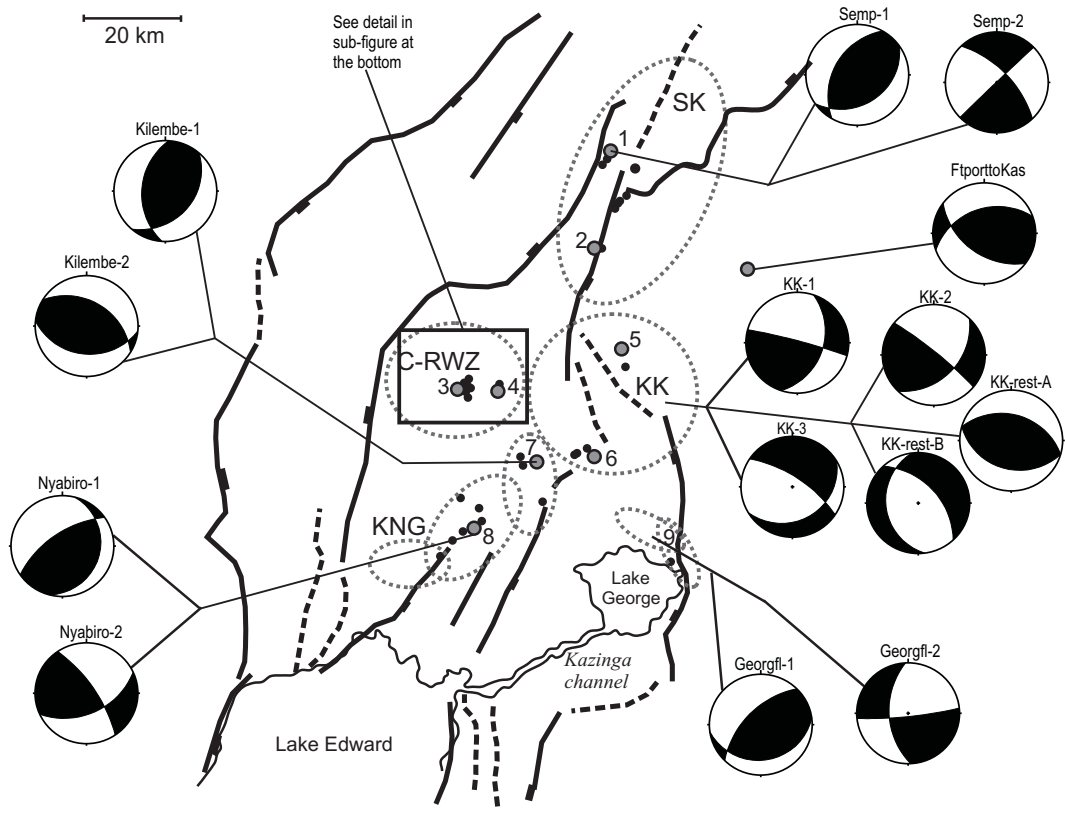 20 km
See detail in
sub-figure at
the bottom
Semp-1
Semp-2
SK
1
Kilembe-1
FtporttoKas
2
Kilembe-2
KK-1
KK-2
5
C-RWZ
3
4
KK
KK-rest-A
KK-3
KK-rest-B
7
6
Nyabiro-1
KNG
8
9
Lake
George
Nyabiro-2
Kazinga
channel
Georgfl-1
Georgfl-2
Lake Edward